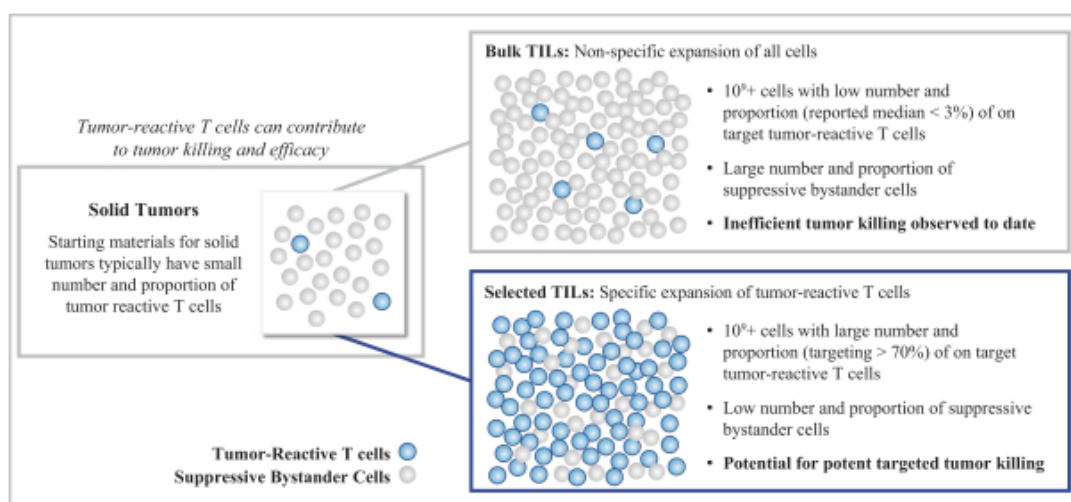 Tumor-reactive T cells can contribute
to tumor killing and efficacy
Solid Tumors
Starting materials for solid
tumors typically have small
number and proportion of
tumor reactive T cells
Bulk TILs: Non-specific expansion of all cells
• 10⁸+ cells with low number and
proportion (reported median < 3%) of on
target tumor-reactive T cells
• Large number and proportion of
suppressive bystander cells
• Inefficient tumor killing observed to date
Selected TILs: Specific expansion of tumor-reactive T cells
• 10⁸+ cells with large number and
proportion (targeting > 70%) of on target
tumor-reactive T cells
• Low number and proportion of suppressive
bystander cells
• Potential for potent targeted tumor killing
Tumor-Reactive T cells
Suppressive Bystander Cells